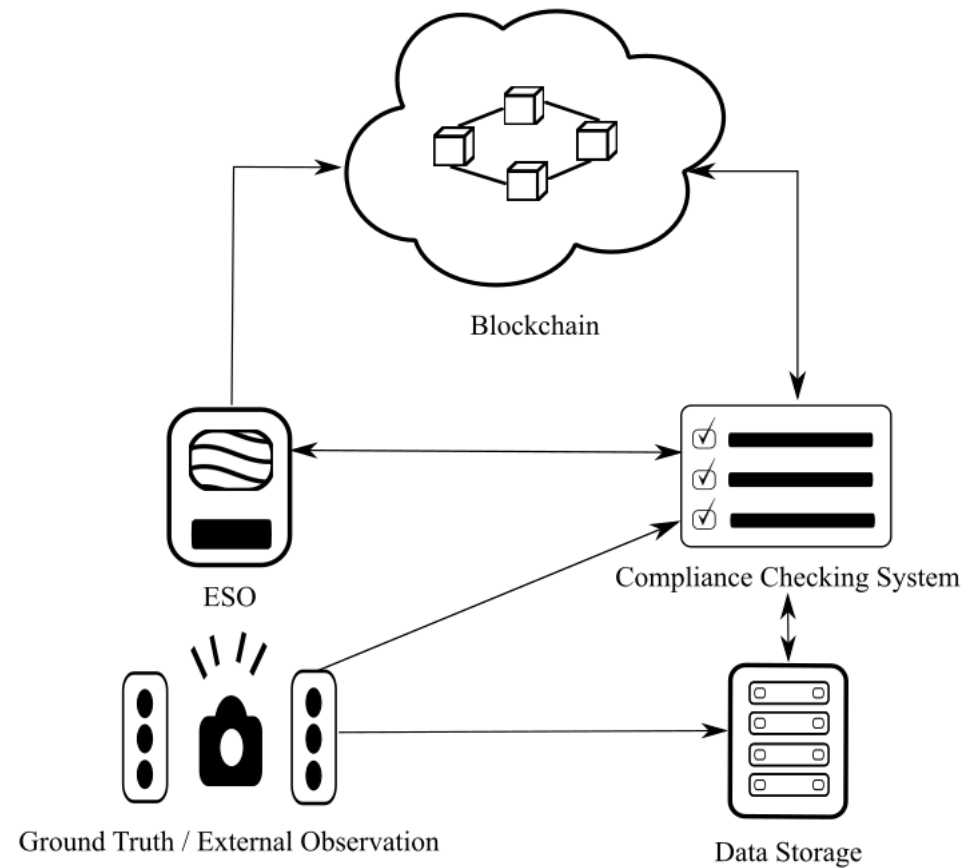 Blockchain
Compliance Checking System
ESO
Ground Truth / External Observation
Data Storage